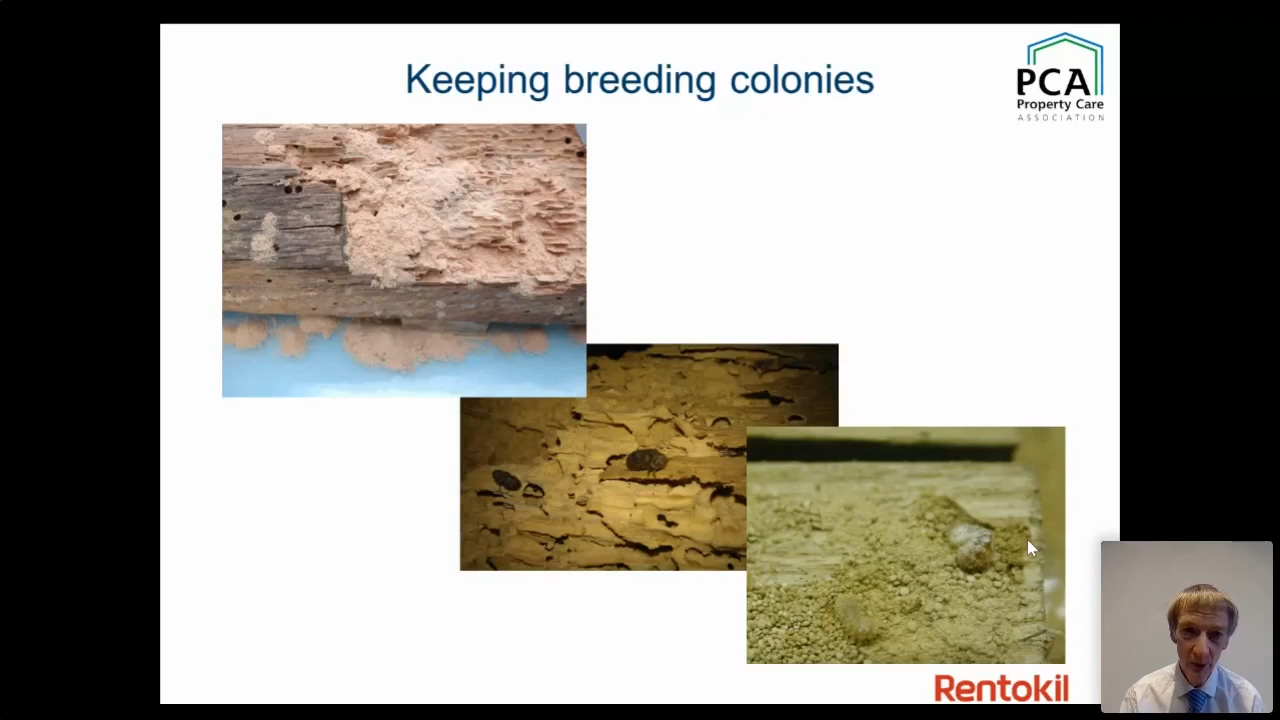 Keeping breeding colonies
PCA
Property Care
ASSOCIATION
Rentokil